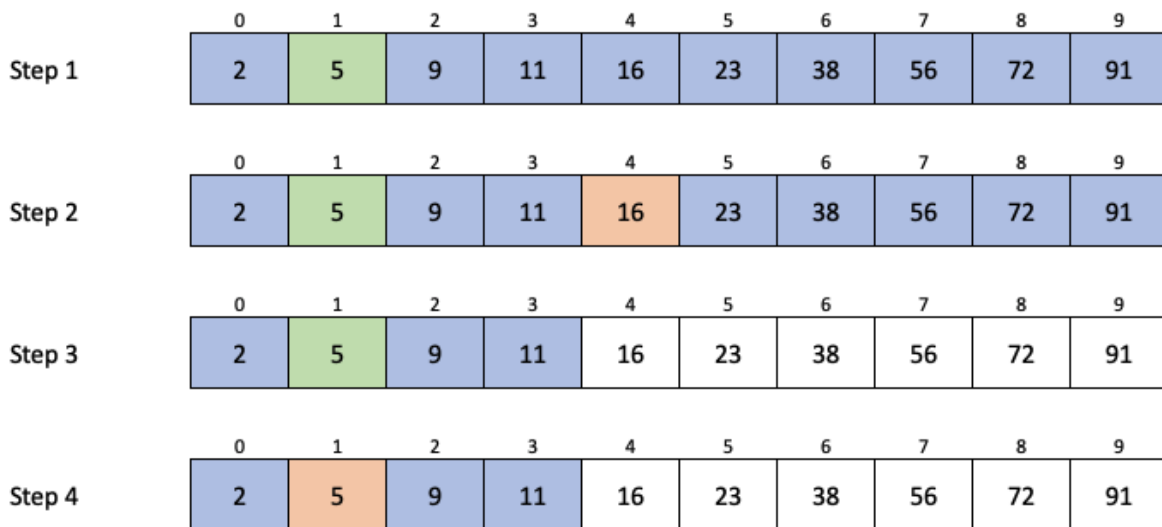 0 1 2 3 4 5 6 7 8 9
Step 1 2 5 9 11 16 23 38 56 72 91
0 1 2 3 4 5 6 7 8 9
Step 2 2 5 9 11 16 23 38 56 72 91
0 1 2 3 4 5 6 7 8 9
Step 3 2 5 9 11 16 23 38 56 72 91
0 1 2 3 4 5 6 7 8 9
Step 4 2 5 9 11 16 23 38 56 72 91